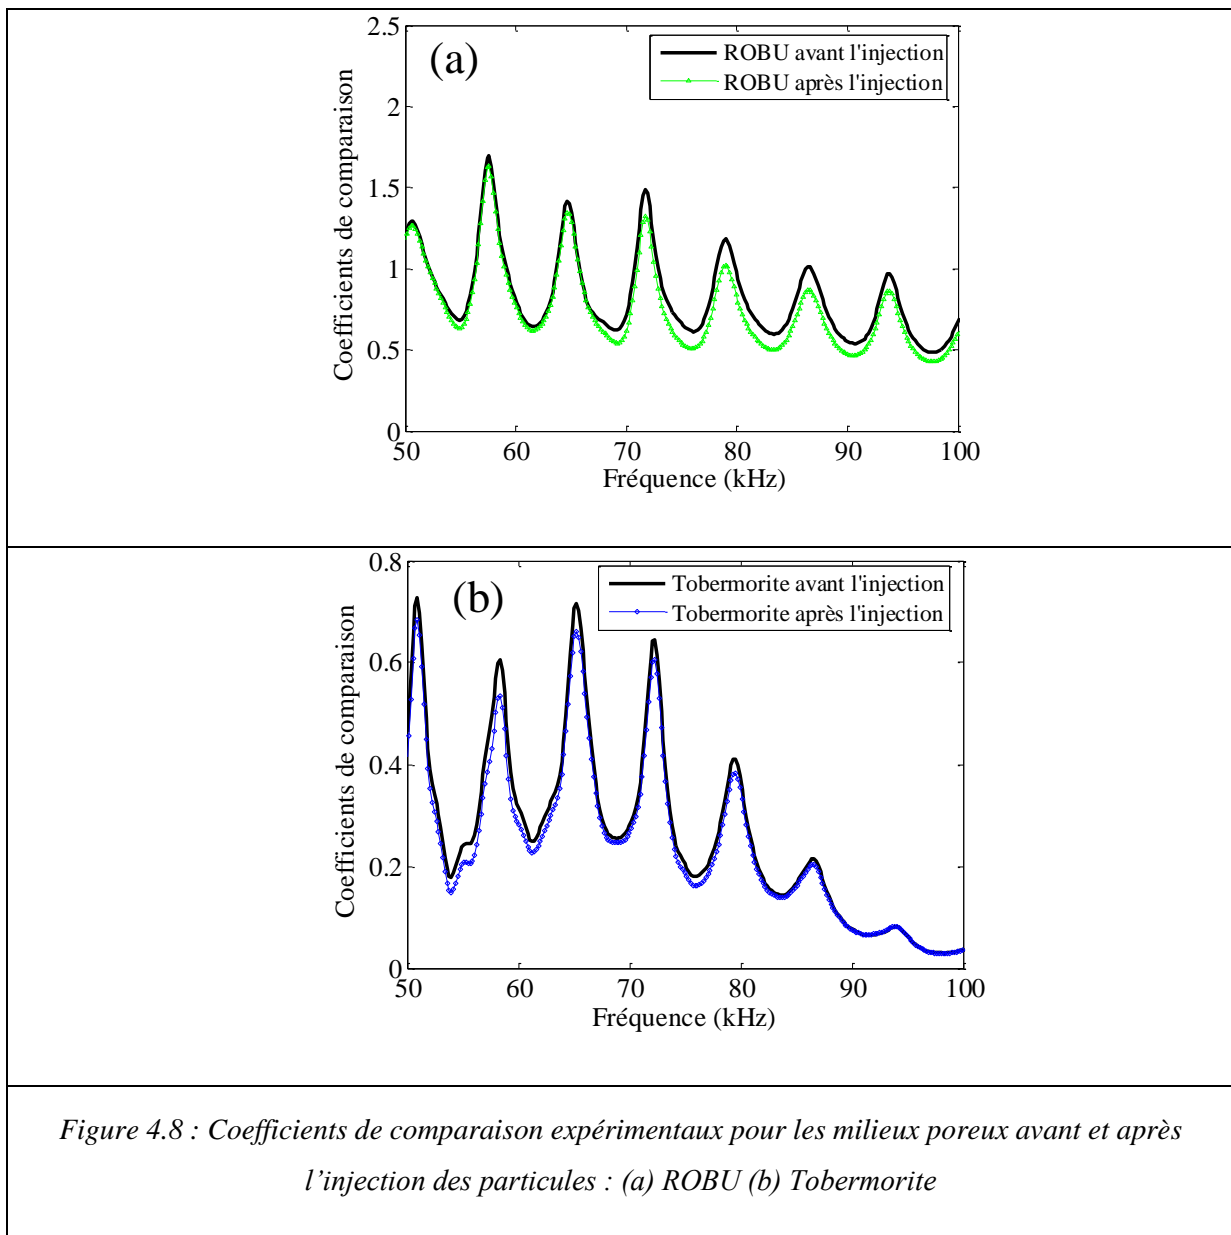 2.5
(a)
ROBU avant l'injection
ROBU après l'injection
2
1.5
1
0.5
0
Coefficients de comparaison
50 60 70 80 90 100
Fréquence (kHz)
0.8
(b)
Tobermorite avant l'injection
Tobermorite après l'injection
0.6
0.4
0.2
0
Coefficients de comparaison
50 60 70 80 90 100
Fréquence (kHz)
Figure 4.8 : Coefficients de comparaison expérimentaux pour les milieux poreux avant et après
l’injection des particules : (a) ROBU (b) Tobermorite